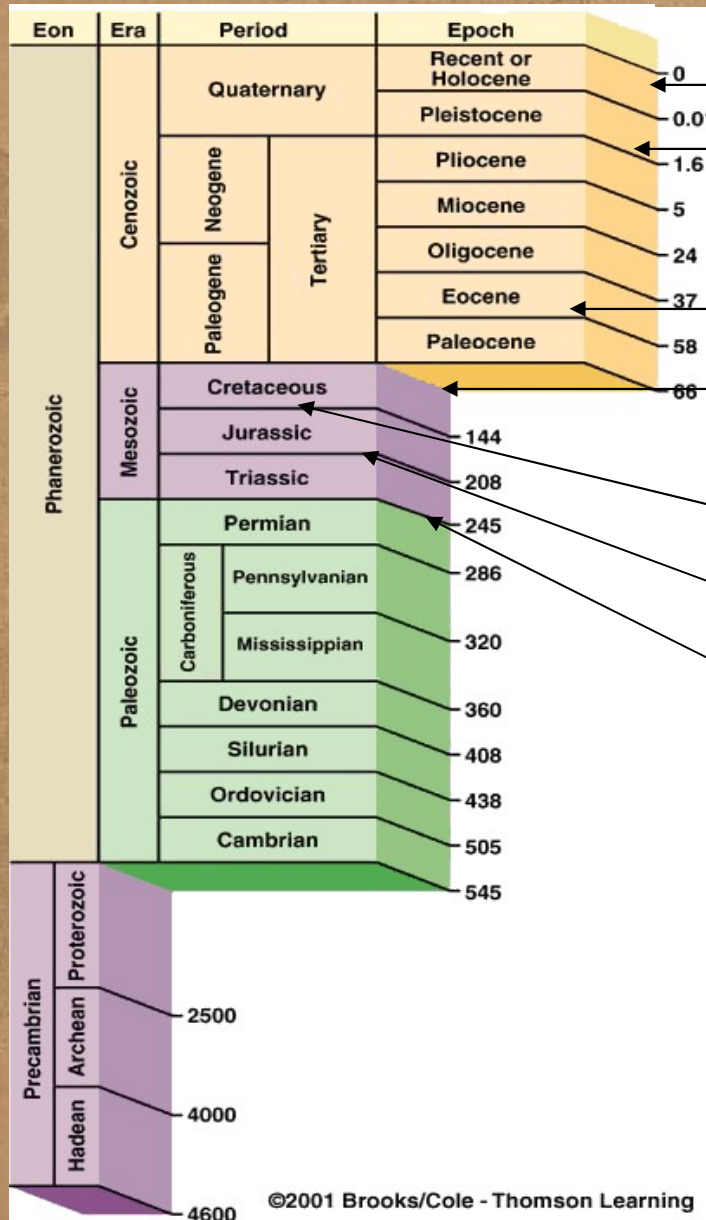 Eon Era Period Epoch
Phanerozoic
Cenozoic
Quaternary
Recent or
Holocene
0
Pleistocene
0.01
Neogene
Tertiary
Pliocene
1.6
Miocene
5
Paleogene
Oligocene
24
Eocene
37
Paleocene
58
66
Mesozoic
Cretaceous
144
Jurassic
208
Triassic
245
Paleozoic
Permian
286
Carboniferous
Pennsylvanian
320
Mississippian
360
Devonian
408
Silurian
438
Ordovician
505
Cambrian
545
Precambrian
Proterozoic
2500
Archean
4000
Hadean
4600
©2001 Brooks/Cole - Thomson Learning